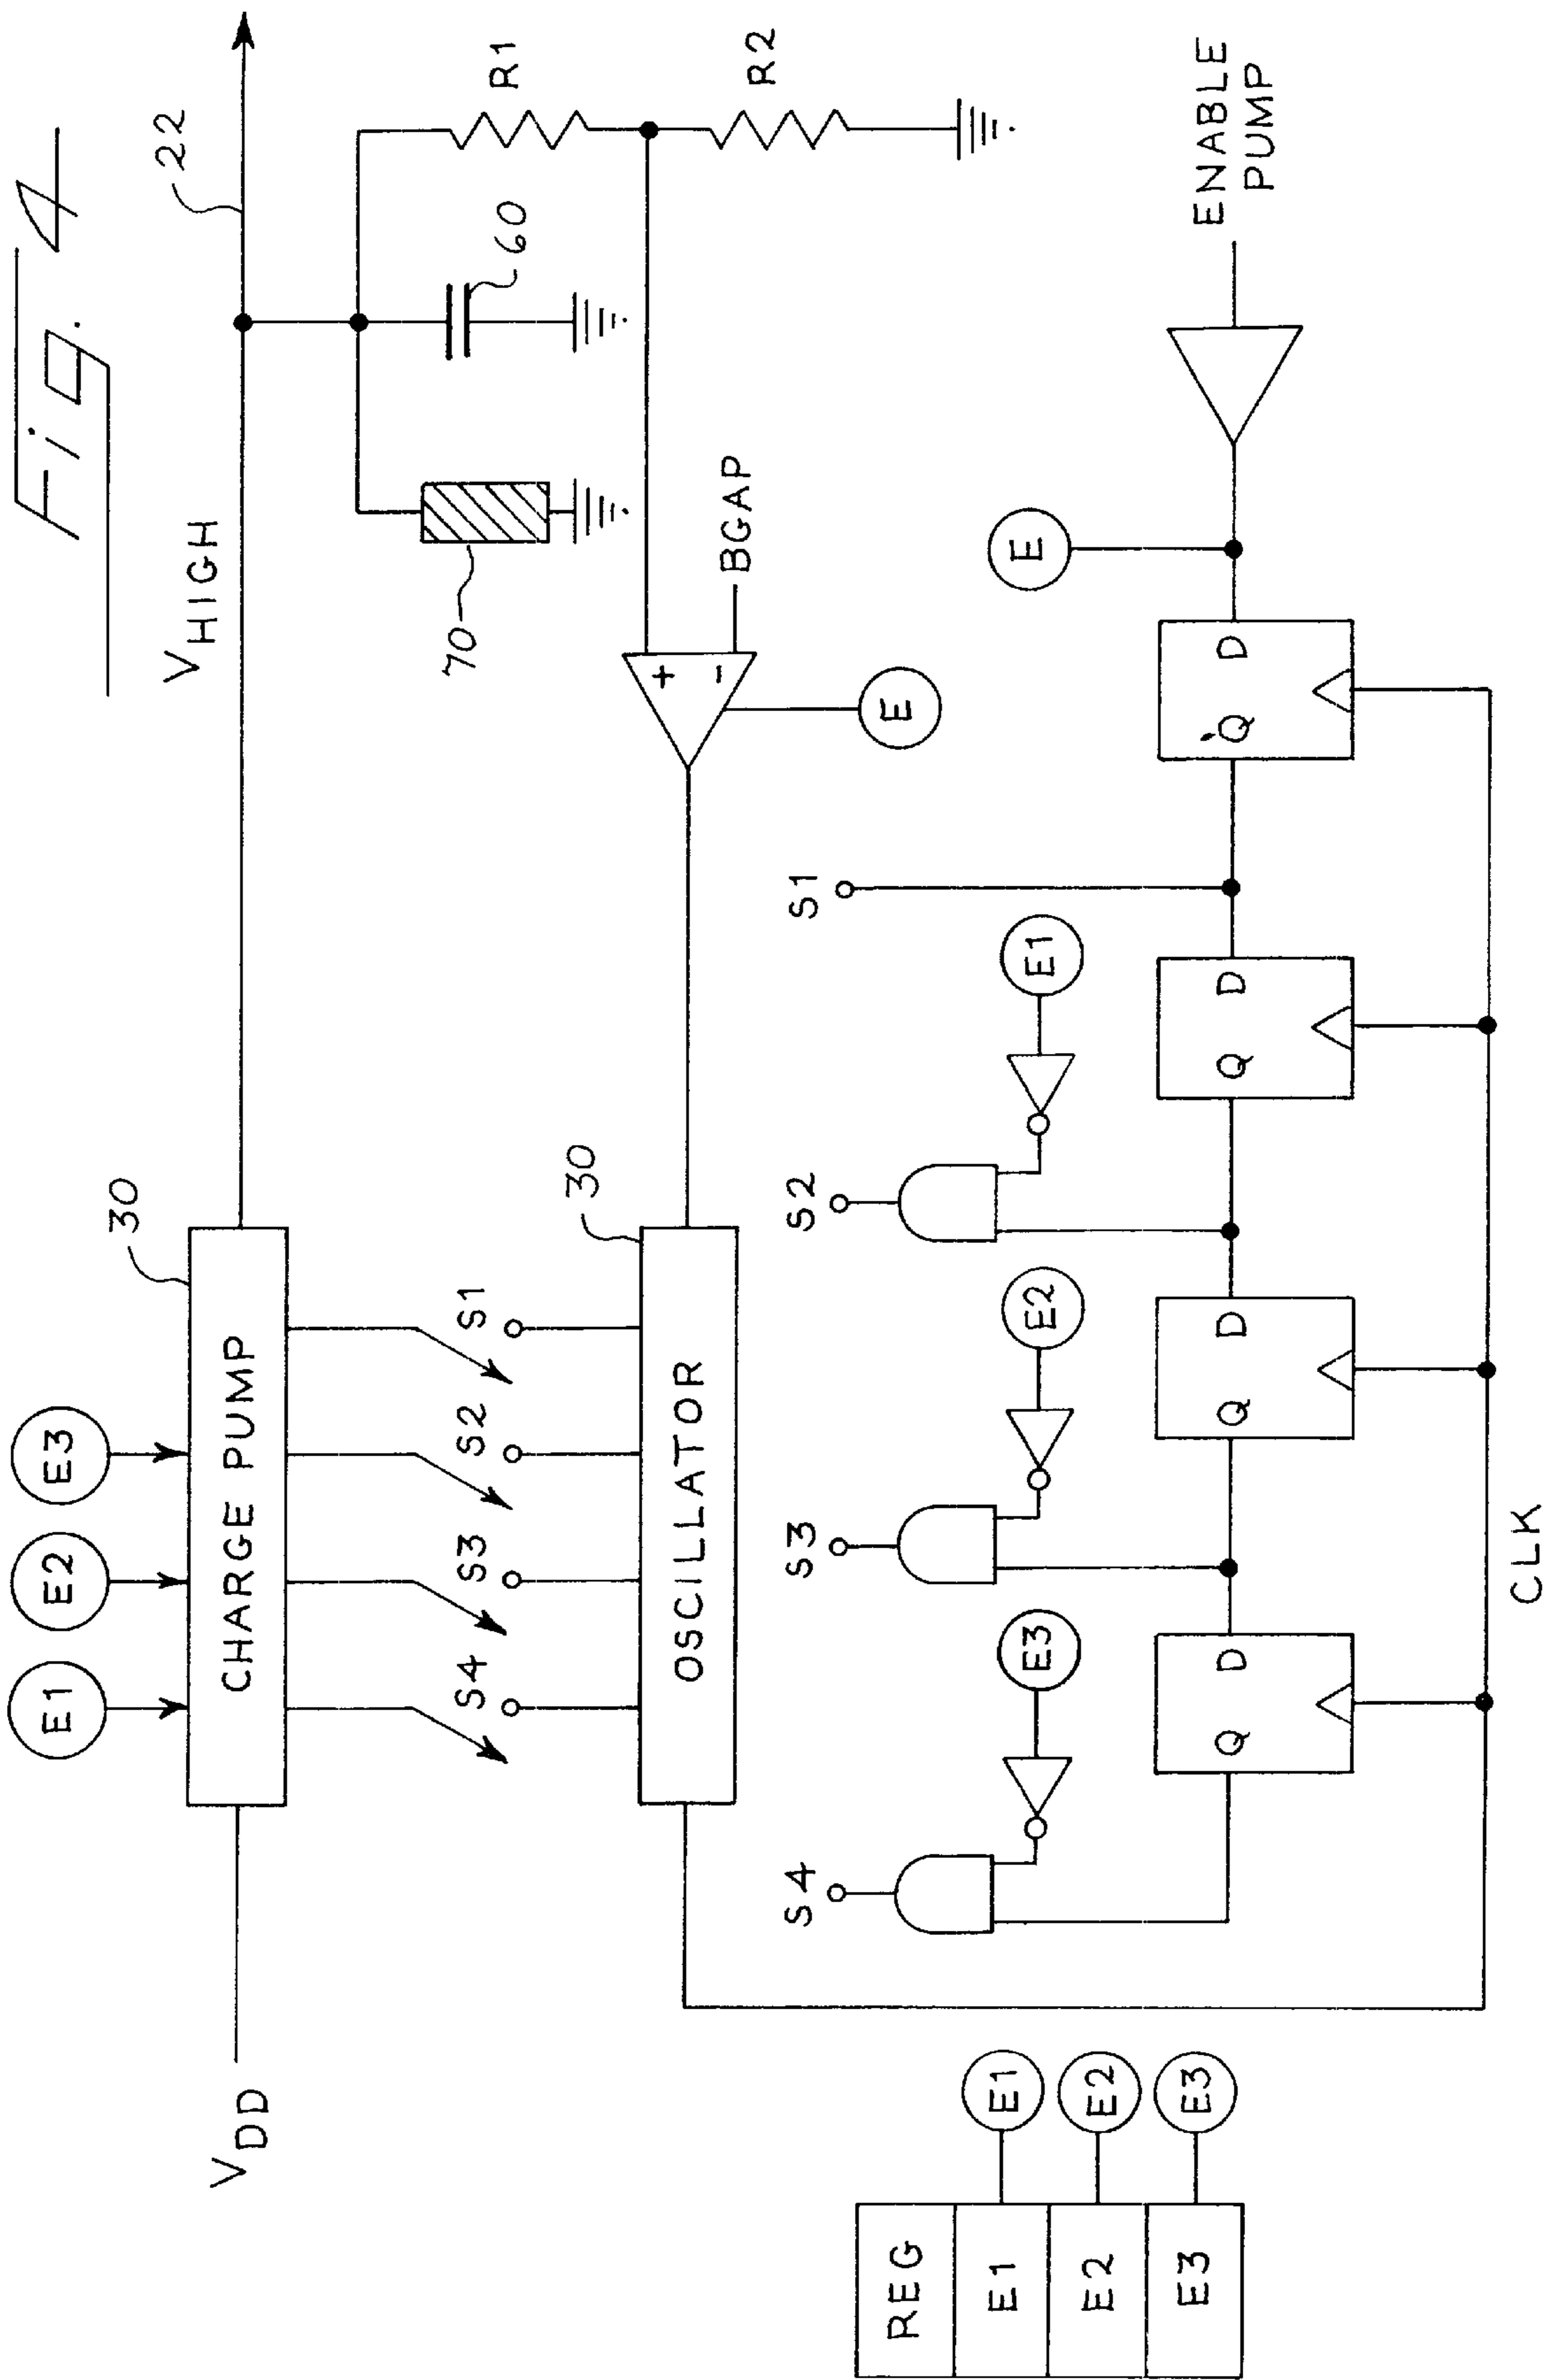 Fig. 4
E1 E2 E3
VDD
CHARGE PUMP
30
VHIGH
22
S4 S3 S2 S1
OSCILLATOR
30
70
60
R1
R2
+
-
BGAP
E
S4
S3
S2
S1
E3
E2
E1
E
ENABLE
PUMP
Q D
Q D
Q D
Q D
CLK
REG
E1 E1
E2 E2
E3 E3